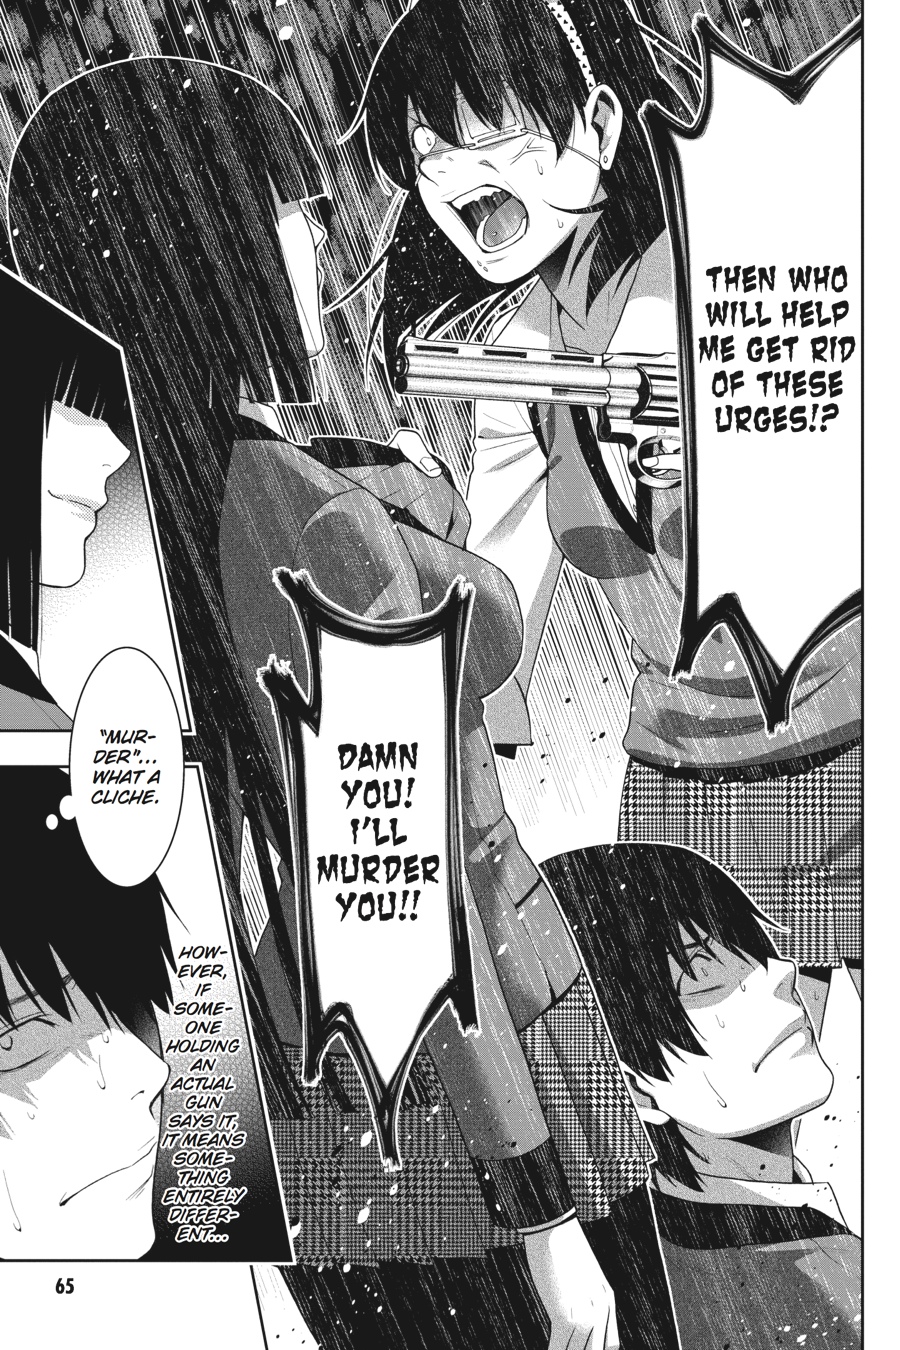 THEN WHO
WILL HELP
ME GET RID
OF THESE
URGES!?
DAMN
YOU!
I'LL
MURDER
YOU!!
"MUR-
DER"...
WHAT A
CLICHE.
HOW-
EVER,
IF
SOME-
ONE
HOLDING
AN
ACTUAL
GUN
SAYS IT,
IT MEANS
SOME-
THING
ENTIRELY
DIFFER-
ENT...
65